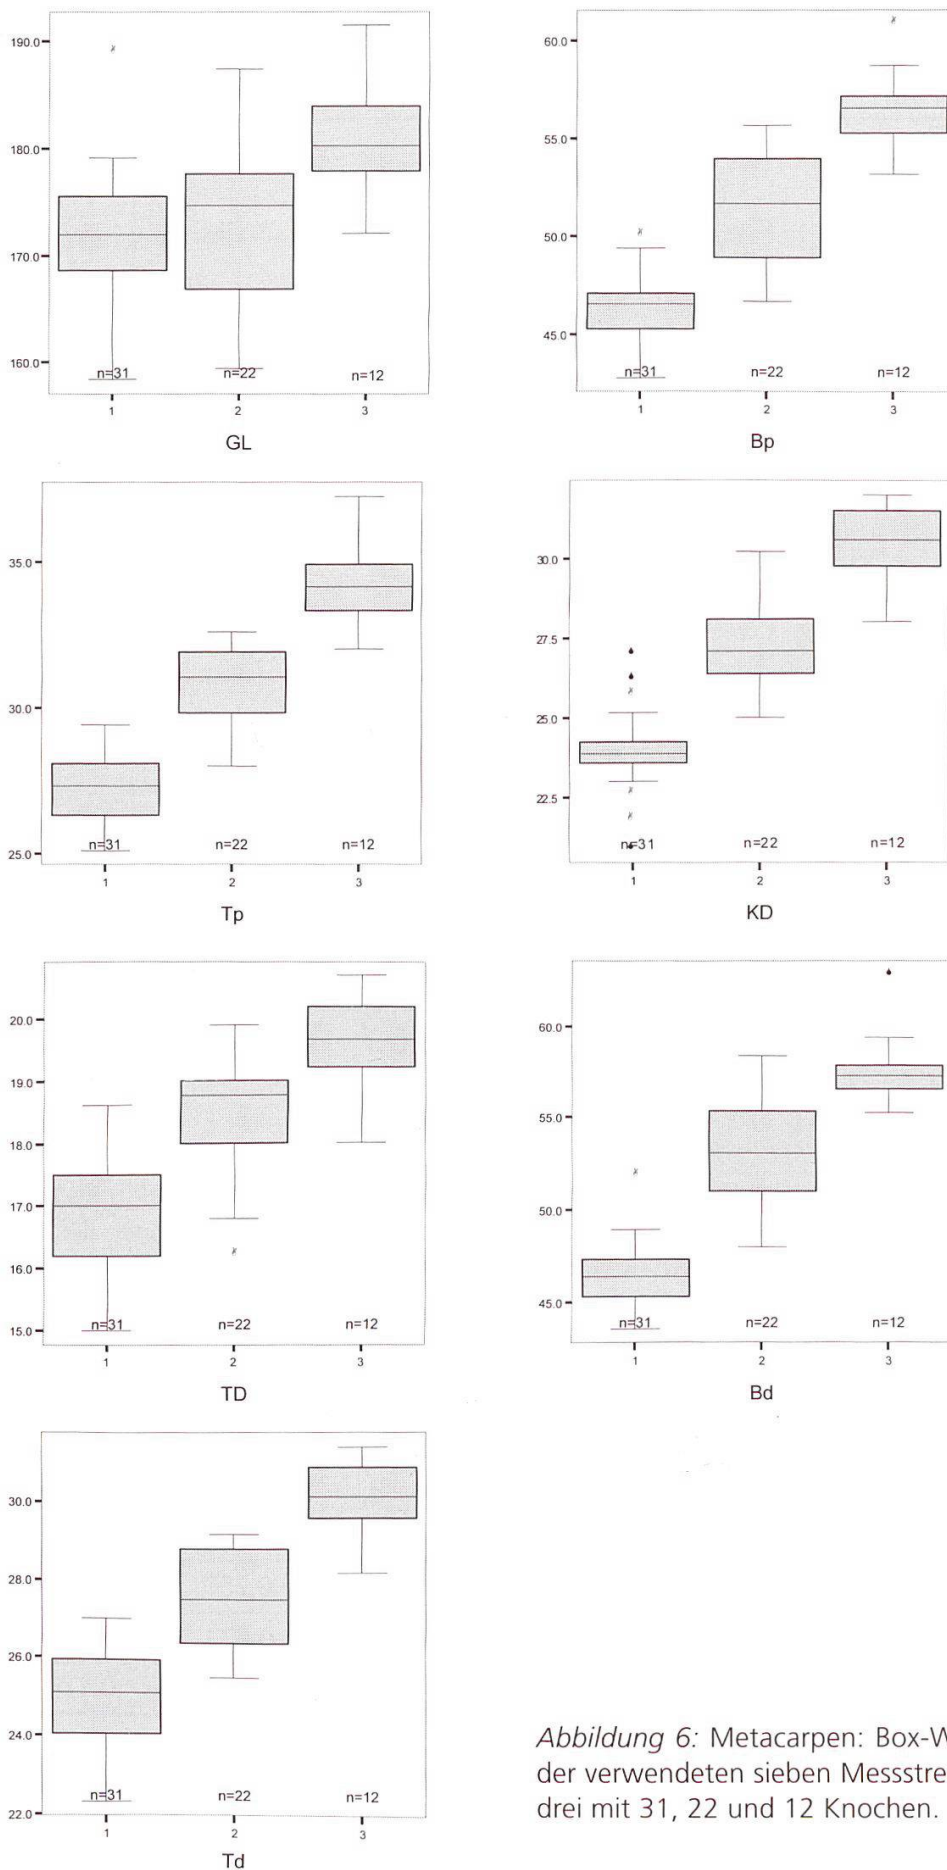 190.0
180.0
170.0
160.0
n=31 n=22 n=12
1 2 3
GL
60.0
55.0
50.0
45.0
n=31 n=22 n=12
1 2 3
Bp
35.0
30.0
25.0
n=31 n=22 n=12
1 2 3
Tp
30.0
27.5
25.0
22.5
n=31 n=22 n=12
1 2 3
KD
20.0
19.0
18.0
17.0
16.0
15.0
n=31 n=22 n=12
1 2 3
TD
60.0
55.0
50.0
45.0
n=31 n=22 n=12
1 2 3
Bd
30.0
28.0
26.0
24.0
22.0
n=31 n=22 n=12
1 2 3
Td
Abbildung 6: Metacarpen: Box-W
der verwendeten sieben Messstre
drei mit 31, 22 und 12 Knochen.